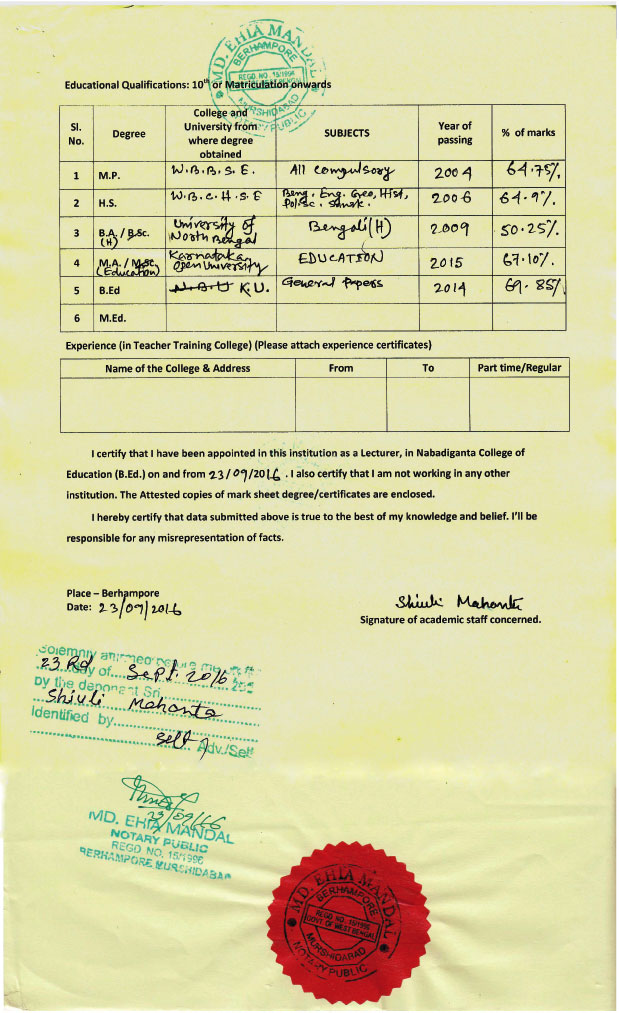 MD. EHIA MANDAL
BERHAMPORE
REGD. NO. 15/1996
GOVT. OF WEST BENGAL
MURSHIDABAD
NOTARY PUBLIC
Educational Qualifications: 10th or Matriculation onwards
Sl. No. Degree College and University from where degree obtained SUBJECTS Year of passing % of marks
1 M.P. W.B.B.S.E. All compulsory 2004 64.75%
2 H.S. W.B.C.H.S.E Beng. Eng. Geo, Hist, Pol.Sc. Sansk. 2006 64.9%
3 B.A. / B.Sc. (H) University of North Bengal Bengali (H) 2009 50.25%
4 M.A. / M.Sc. (Education) Karnataka Open University EDUCATION 2015 67.10%
5 B.Ed N.B.U K.U. General Papers 2014 69.85%
6 M.Ed.
Experience (in Teacher Training College) (Please attach experience certificates)
Name of the College & Address From To Part time/Regular
I certify that I have been appointed in this institution as a Lecturer, in Nabadiganta College of
Education (B.Ed.) on and from 23/09/2016 . I also certify that I am not working in any other
institution. The Attested copies of mark sheet degree/certificates are enclosed.
I hereby certify that data submitted above is true to the best of my knowledge and belief. I'll be
responsible for any misrepresentation of facts.
Place – Berhampore
Date: 23/09/2016
Shiuli Mahanta
Signature of academic staff concerned.
Solemnly affirmed before me
23 Rd day of Sept. 2016
by the deponant Sri
Shiuli Mahanta
Identified by
self Adv./Self
23/09/16
MD. EHIA MANDAL
NOTARY PUBLIC
REGD. NO. 15/1996
BERHAMPORE, MURSHIDABAD
MD. EHIA MANDAL
BERHAMPORE
REGD. NO. 15/1996
GOVT. OF WEST BENGAL
MURSHIDABAD
NOTARY PUBLIC